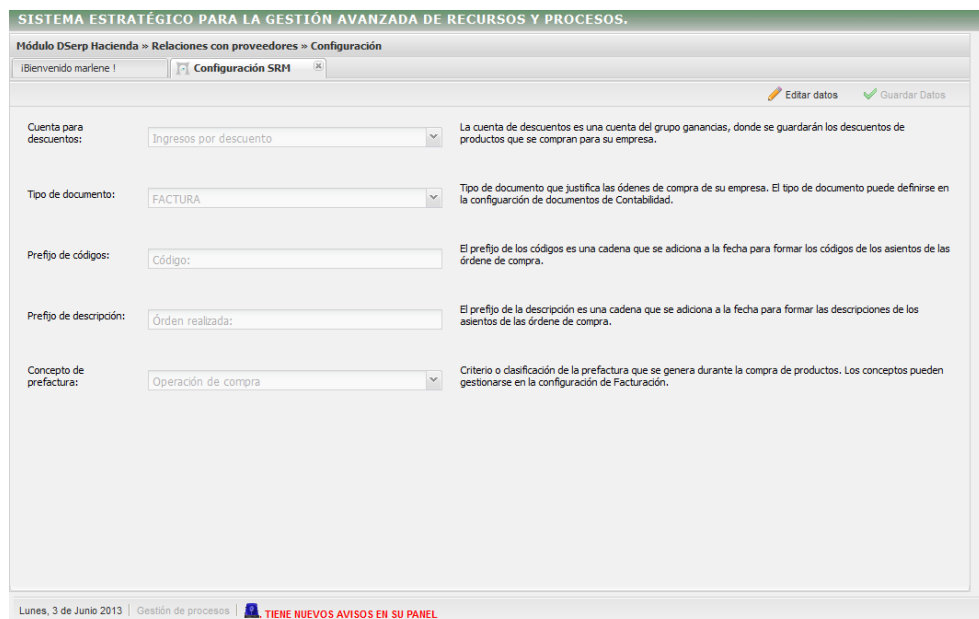 SISTEMA ESTRATÉGICO PARA LA GESTIÓN AVANZADA DE RECURSOS Y PROCESOS.
Módulo DSerp Hacienda » Relaciones con proveedores » Configuración
¡Bienvenido marlene !
Configuración SRM
Editar datos
Guardar Datos
Cuenta para
descuentos:
Ingresos por descuento
La cuenta de descuentos es una cuenta del grupo ganancias, donde se guardarán los descuentos de
productos que se compran para su empresa.
Tipo de documento:
FACTURA
Tipo de documento que justifica las ódenes de compra de su empresa. El tipo de documento puede definirse en
la configuarción de documentos de Contabilidad.
Prefijo de códigos:
Código:
El prefijo de los códigos es una cadena que se adiciona a la fecha para formar los códigos de los asientos de las
órdene de compra.
Prefijo de descripción:
Órden realizada:
El prefijo de la descripción es una cadena que se adiciona a la fecha para formar las descripciones de los
asientos de las órdene de compra.
Concepto de
prefactura:
Operación de compra
Criterio o clasificación de la prefactura que se genera durante la compra de productos. Los conceptos pueden
gestionarse en la configuración de Facturación.
Lunes, 3 de Junio 2013
Gestión de procesos
. TIENE NUEVOS AVISOS EN SU PANEL